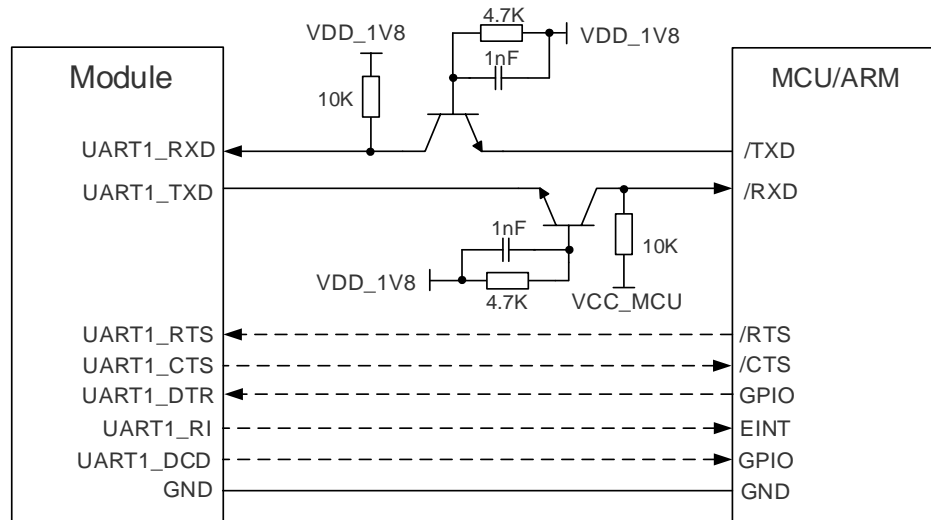 4.7K
VDD_1V8
VDD_1V8
1nF
Module
MCU/ARM
10K
UART1_RXD
/TXD
UART1_TXD
/RXD
1nF
10K
VDD_1V8
4.7K
VCC_MCU
UART1_RTS
/RTS
UART1_CTS
/CTS
UART1_DTR
GPIO
UART1_RI
EINT
UART1_DCD
GPIO
GND
GND